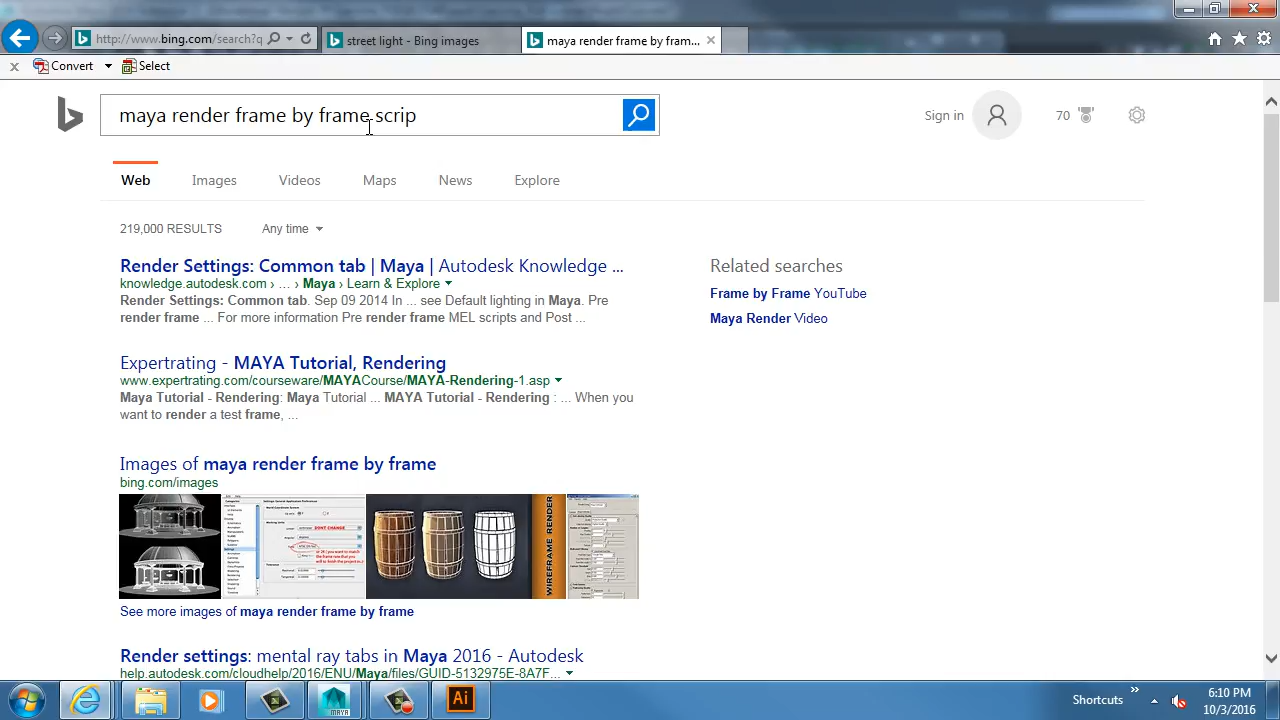 http://www.bing.com/search?q
street light - Bing images
maya render frame by fram...
Convert
Select
maya render frame by frame scrip
Sign in
70
Web
Images
Videos
Maps
News
Explore
219,000 RESULTS
Any time
Render Settings: Common tab | Maya | Autodesk Knowledge ...
knowledge.autodesk.com › ... › Maya › Learn & Explore
Render Settings: Common tab. Sep 09 2014 In ... see Default lighting in Maya. Pre
render frame ... For more information Pre render frame MEL scripts and Post ...
Related searches
Frame by Frame YouTube
Maya Render Video
Expertrating - MAYA Tutorial, Rendering
www.expertrating.com/courseware/MAYACourse/MAYA-Rendering-1.asp
Maya Tutorial - Rendering: Maya Tutorial ... MAYA Tutorial - Rendering : ... When you
want to render a test frame, ...
Images of maya render frame by frame
bing.com/images
DONT CHANGE
WIREFRAME RENDER
See more images of maya render frame by frame
Render settings: mental ray tabs in Maya 2016 - Autodesk
help.autodesk.com/cloudhelp/2016/ENU/Maya/files/GUID-5132975E-8A7F...
MAYA
Ai
Shortcuts
6:10 PM
10/3/2016